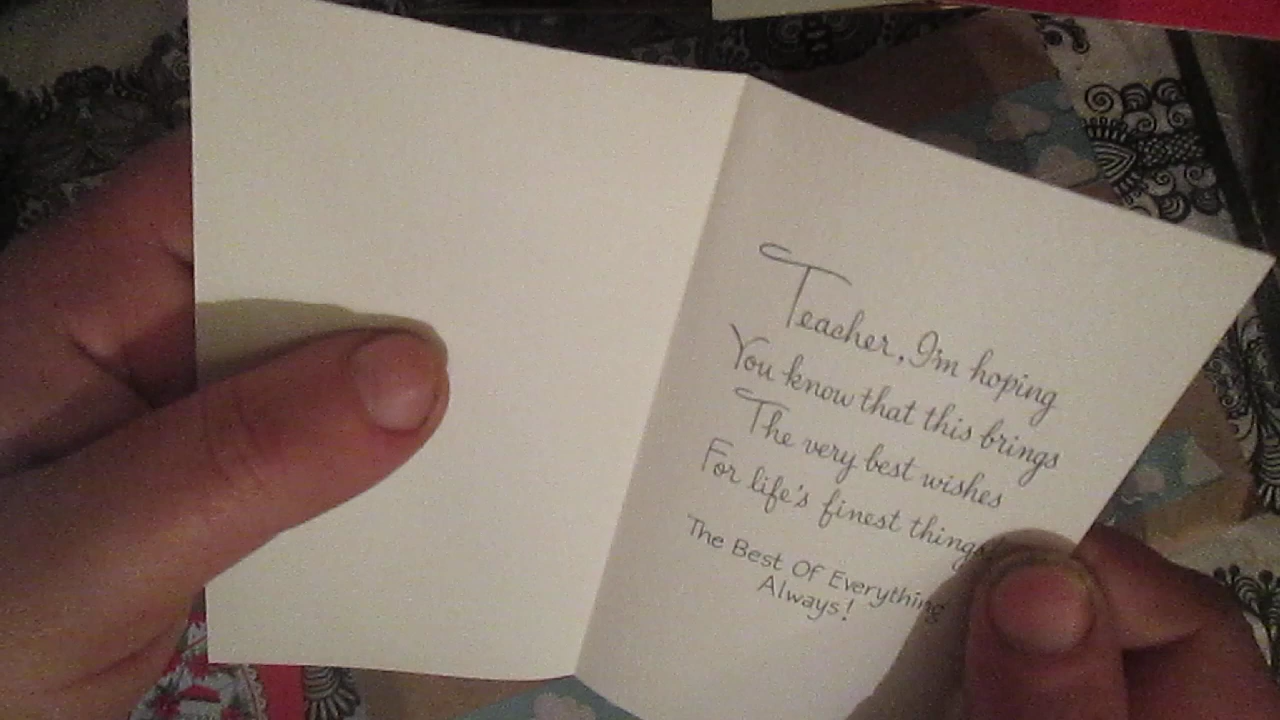 Teacher, I'm hoping
You know that this brings
The very best wishes
For life's finest things
The Best Of Everything
Always!